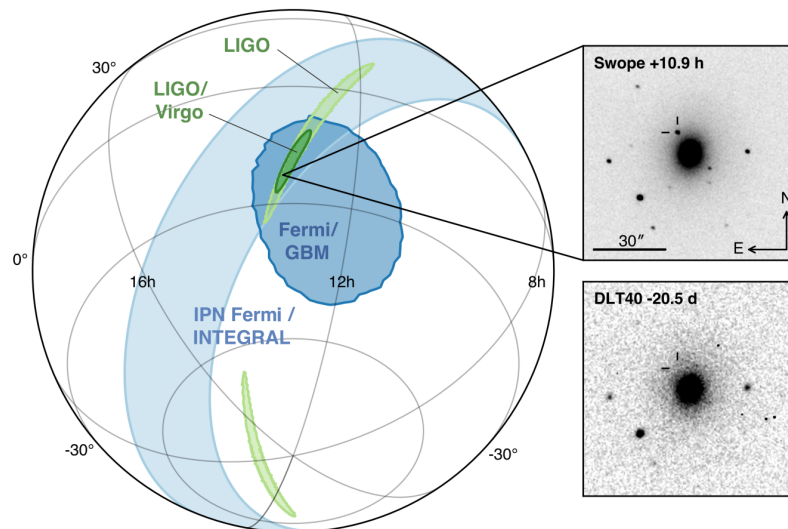 LIGO
30°
LIGO/
Virgo
Swope +10.9 h
N
30″
E
Fermi/
GBM
0°
16h
12h
8h
IPN Fermi /
INTEGRAL
DLT40 -20.5 d
-30°
-30°